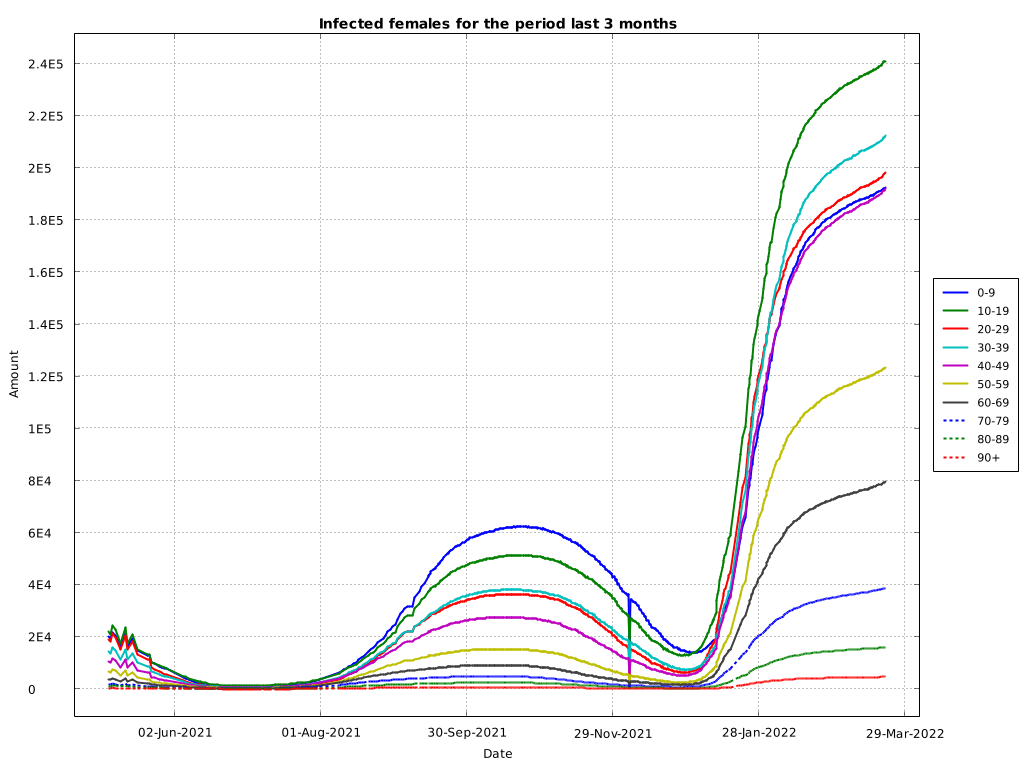 Infected females for the period last 3 months
2.4E5
2.2E5
2E5
1.8E5
1.6E5
1.4E5
1.2E5
1E5
8E4
6E4
4E4
2E4
0
Amount
02-Jun-2021 01-Aug-2021 30-Sep-2021 29-Nov-2021 28-Jan-2022 29-Mar-2022
Date
0-9
10-19
20-29
30-39
40-49
50-59
60-69
70-79
80-89
90+